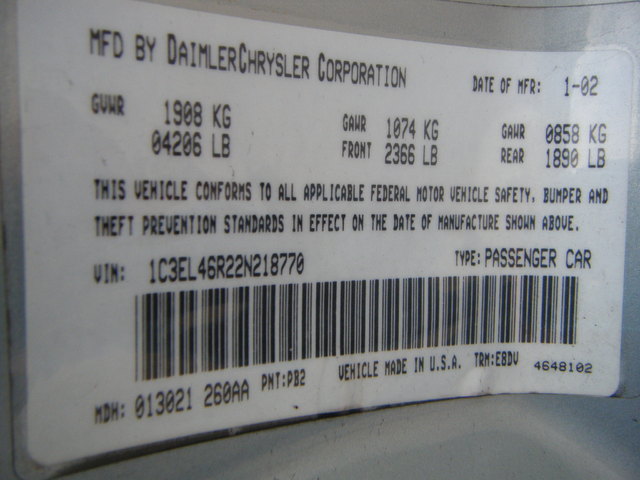 MFD BY DAIMLERCHRYSLER CORPORATION DATE OF MFR: 1-02
GVWR 1908 KG GAWR 1074 KG GAWR 0858 KG
04206 LB FRONT 2366 LB REAR 1890 LB
THIS VEHICLE CONFORMS TO ALL APPLICABLE FEDERAL MOTOR VEHICLE SAFETY, BUMPER AND
THEFT PREVENTION STANDARDS IN EFFECT ON THE DATE OF MANUFACTURE SHOWN ABOVE.
VIN: 1C3EL46R22N218770 TYPE: PASSENGER CAR
MDH: 013021 260AA PNT:PB2 VEHICLE MADE IN U.S.A. TRM:E8DV 4648102